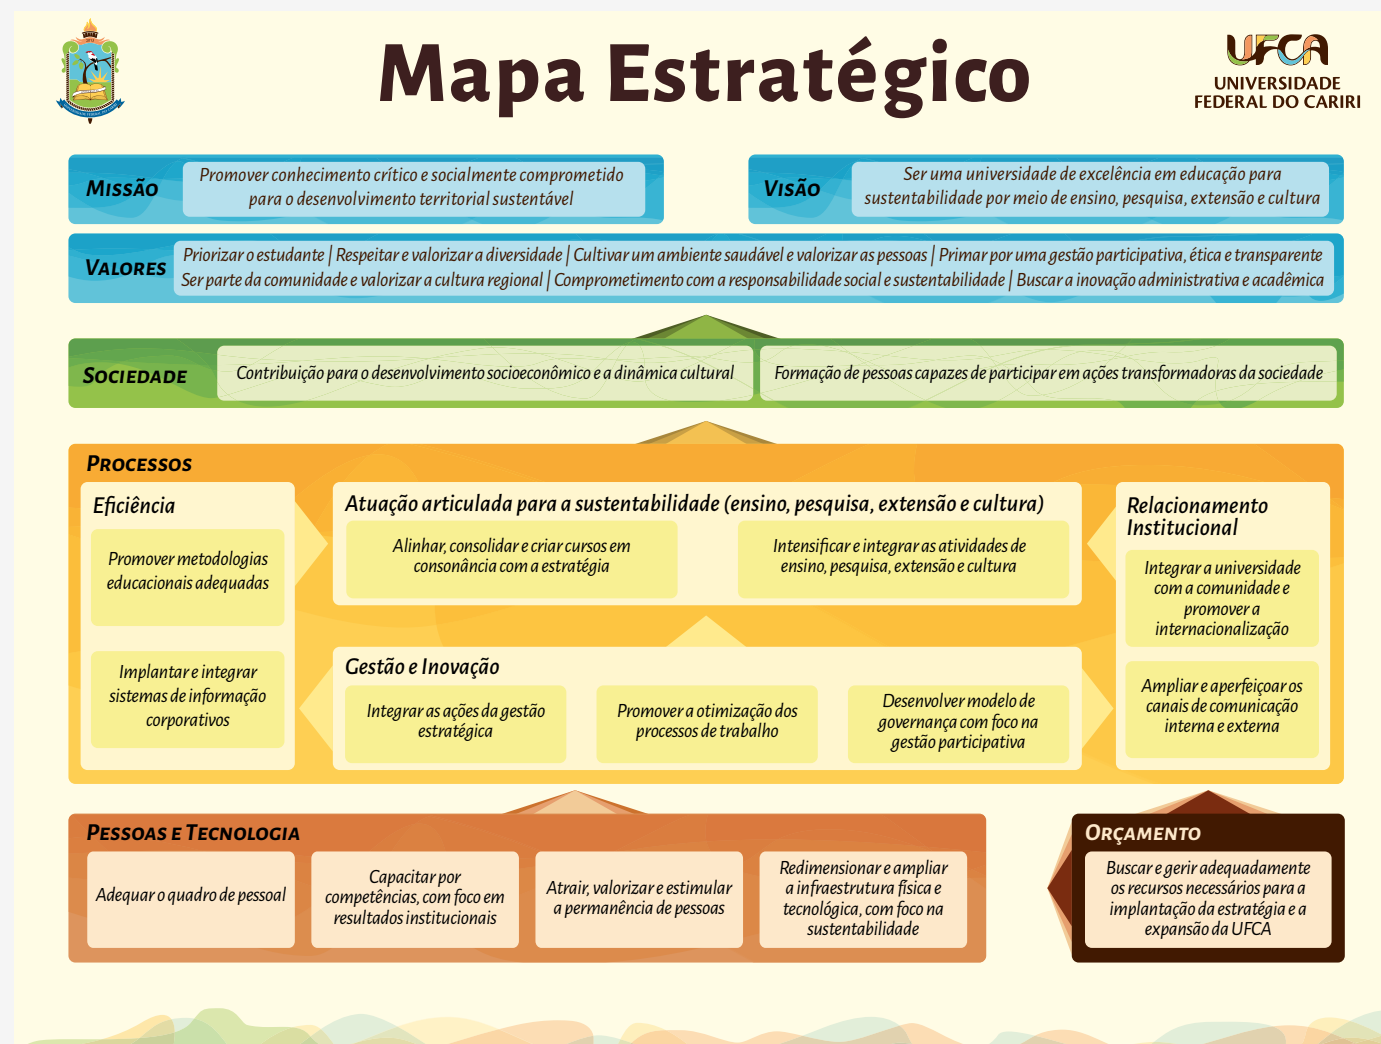 Mapa Estratégico
UFCA
UNIVERSIDADE
FEDERAL DO CARIRI
Missão
Promover conhecimento crítico e socialmente comprometido
para o desenvolvimento territorial sustentável
Visão
Ser uma universidade de excelência em educação para
sustentabilidade por meio de ensino, pesquisa, extensão e cultura
Valores
Priorizar o estudante | Respeitar e valorizar a diversidade | Cultivar um ambiente saudável e valorizar as pessoas | Primar por uma gestão participativa, ética e transparente
Ser parte da comunidade e valorizar a cultura regional | Comprometimento com a responsabilidade social e sustentabilidade | Buscar a inovação administrativa e acadêmica
Sociedade
Contribuição para o desenvolvimento socioeconômico e a dinâmica cultural
Formação de pessoas capazes de participar em ações transformadoras da sociedade
Processos
Eficiência
Promover metodologias
educacionais adequadas
Implantar e integrar
sistemas de informação
corporativos
Atuação articulada para a sustentabilidade (ensino, pesquisa, extensão e cultura)
Alinhar, consolidar e criar cursos em
consonância com a estratégia
Intensificar e integrar as atividades de
ensino, pesquisa, extensão e cultura
Gestão e Inovação
Integrar as ações da gestão
estratégica
Promover a otimização dos
processos de trabalho
Desenvolver modelo de
governança com foco na
gestão participativa
Relacionamento
Institucional
Integrar a universidade
com a comunidade e
promover a
internacionalização
Ampliar e aperfeiçoar os
canais de comunicação
interna e externa
Pessoas e Tecnologia
Adequar o quadro de pessoal
Capacitar por
competências, com foco em
resultados institucionais
Atrair, valorizar e estimular
a permanência de pessoas
Redimensionar e ampliar
a infraestrutura física e
tecnológica, com foco na
sustentabilidade
Orçamento
Buscar e gerir adequadamente
os recursos necessários para a
implantação da estratégia e a
expansão da UFCA